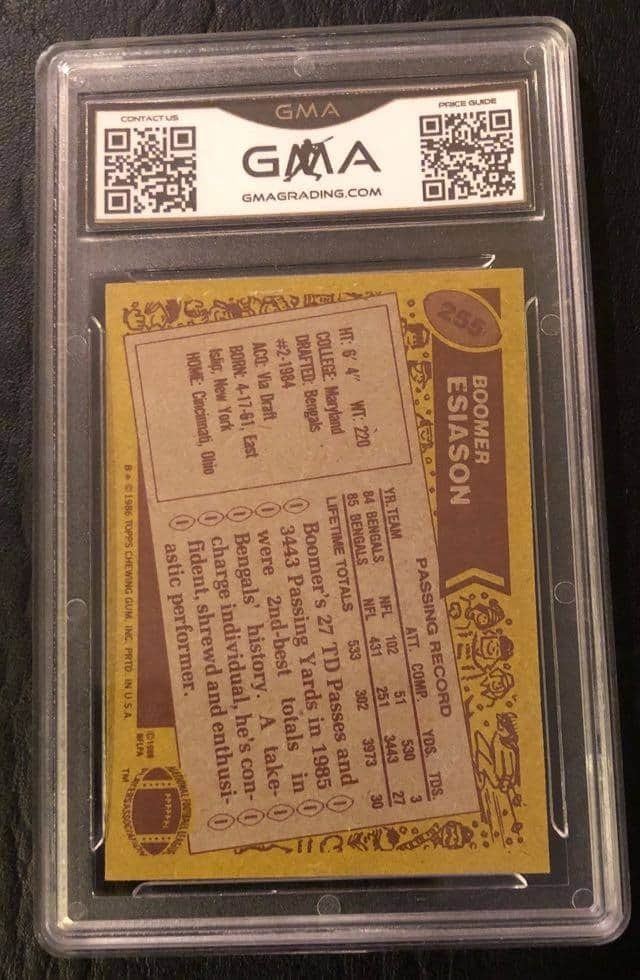 CONTACT US
GMA
PRICE GUIDE
GMA
GMAGRADING.COM
255
BOOMER
ESIASON
HT: 6' 4" WT: 220
COLLEGE: Maryland
DRAFTED: Bengals
#2-1984
ACQ: Via Draft
BORN: 4-17-61, East
Islip, New York
HOME: Cincinnati, Ohio
PASSING RECORD
YR. TEAM ATT. COMP. YDS. TDS.
84 BENGALS NFL 102 51 530 3
85 BENGALS NFL 431 251 3443 27
LIFETIME TOTALS 533 302 3973 30
Boomer's 27 TD Passes and
3443 Passing Yards in 1985
were 2nd-best totals in
Bengals' history. A take-
charge individual, he's con-
fident, shrewd and enthusi-
astic performer.
B* © 1986 TOPPS CHEWING GUM, INC. PRTD. IN U.S.A.
© 1986
NFLPA
TM